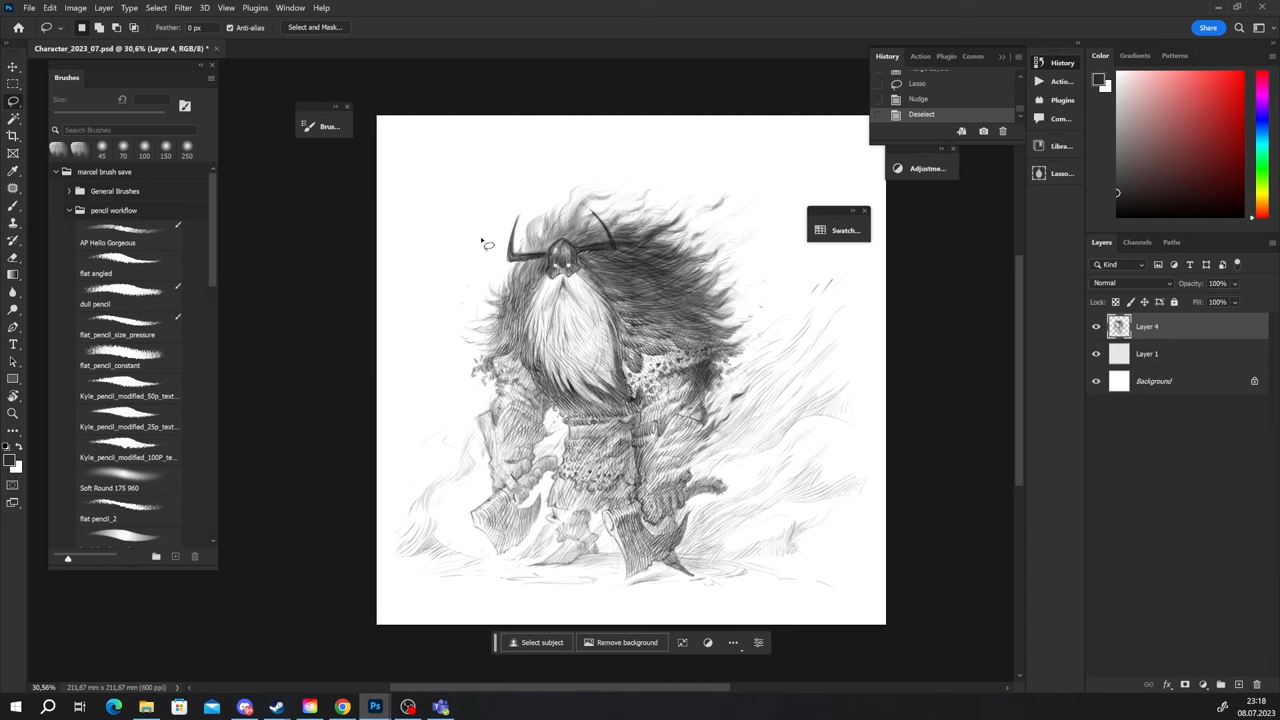 File Edit Image Layer Type Select Filter 3D View Plugins Window Help
Feather: 0 px Anti-alias Select and Mask... Share
Character_2023_07.psd @ 30,6% (Layer 4, RGB/8) *
Brushes
Size:
Search Brushes
45 70 100 150 250
marcel brush save
General Brushes
pencil workflow
AP Hello Gorgeous
flat angled
dull pencil
flat_pencil_size_pressure
flat_pencil_constant
Kyle_pencil_modified_50p_text...
Kyle_pencil_modified_25p_text...
Kyle_pencil_modified_100P_te...
Soft Round 175 960
flat pencil_2
Brus...
History Action Plugin Comm
Lasso
Nudge
Deselect
Adjustme...
Swatch...
History
Actio...
Plugins
Com...
Libra...
Lasso...
Color Gradients Patterns
Layers Channels Paths
Kind
Normal Opacity: 100%
Lock: Fill: 100%
Layer 4
Layer 1
Background
Select subject Remove background
30,56% 211,67 mm x 211,67 mm (600 ppi)
23:18
08.07.2023